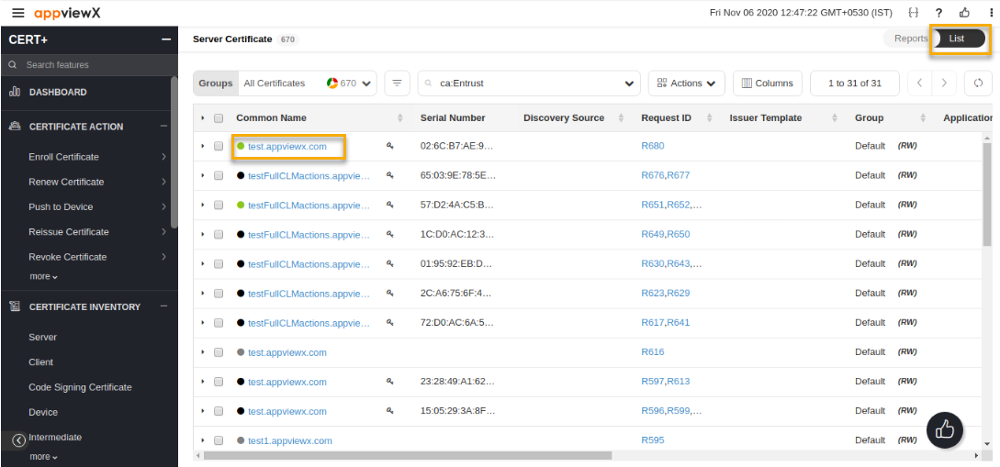 appviewX
Fri Nov 06 2020 12:47:22 GMT+0530 (IST) {-} ?
CERT+
Server Certificate 670
Reports List
Search features
Groups All Certificates 670 ca:Entrust Actions Columns 1 to 31 of 31
DASHBOARD
CERTIFICATE ACTION
Enroll Certificate
Renew Certificate
Push to Device
Reissue Certificate
Revoke Certificate
more
CERTIFICATE INVENTORY
Server
Client
Code Signing Certificate
Device
Intermediate
more
Common Name Serial Number Discovery Source Request ID Issuer Template Group Application
test.appviewx.com 02:6C:B7:AE:9... R680 Default (RW)
testFullCLMactions.appvie... 65:03:9E:78:5E... R676,R677 Default (RW)
testFullCLMactions.appvie... 57:D2:4A:C5:B... R651,R652,... Default (RW)
testFullCLMactions.appvie... 1C:D0:AC:12:3... R649,R650 Default (RW)
testFullCLMactions.appvie... 01:95:92:EB:D... R630,R643,... Default (RW)
testFullCLMactions.appvie... 2C:A6:75:6F:4... R623,R629 Default (RW)
testFullCLMactions.appvie... 72:D0:AC:6A:5... R617,R641 Default (RW)
test.appviewx.com R616 Default (RW)
test.appviewx.com 23:28:49:A1:62... R597,R613 Default (RW)
test.appviewx.com 15:05:29:3A:8F... R596,R599,... Default (RW)
test1.appviewx.com R595 Default (RW)